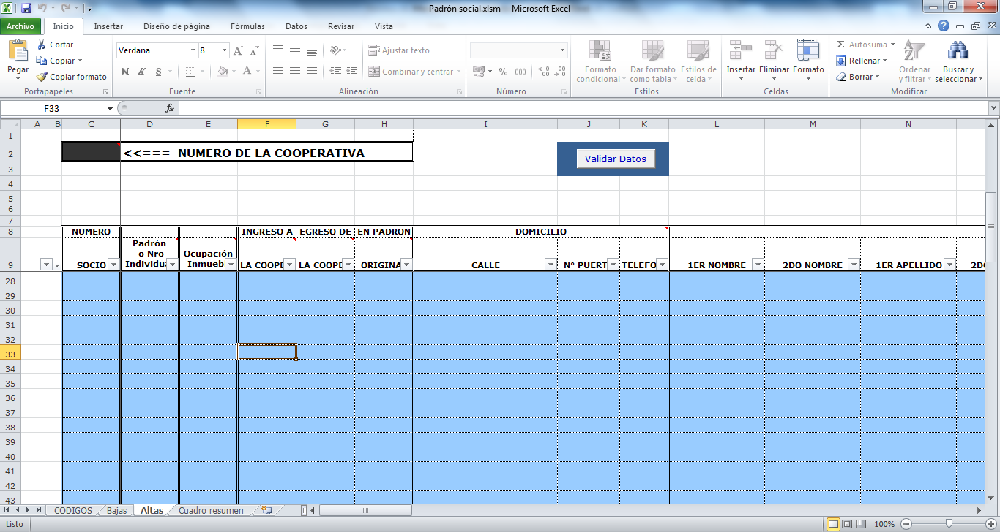 Padrón social.xlsm - Microsoft Excel
Archivo Inicio Insertar Diseño de página Fórmulas Datos Revisar Vista
Pegar
Cortar
Copiar
Copiar formato
Portapapeles
Verdana 8
N K S
Fuente
Ajustar texto
Combinar y centrar
Alineación
% 000
Número
Formato condicional
Dar formato como tabla
Estilos de celda
Estilos
Insertar Eliminar Formato
Celdas
Autosuma
Rellenar
Borrar
Ordenar y filtrar
Buscar y seleccionar
Modificar
F33 fx
A B C D E F G H I J K L M N
1
2 <<=== NUMERO DE LA COOPERATIVA Validar Datos
3
4
5
6
7
8 NUMERO INGRESO A EGRESO DE EN PADRON DOMICILIO
Padrón
o Nro Ocupación
Individua Inmueb
9 SOCIO LA COOPE LA COOPE ORIGINA CALLE N° PUERT TELEFO 1ER NOMBRE 2DO NOMBRE 1ER APELLIDO 2DO
28
29
30
31
32
33
34
35
36
37
38
39
40
41
42
43
CODIGOS Bajas Altas Cuadro resumen
Listo 100%